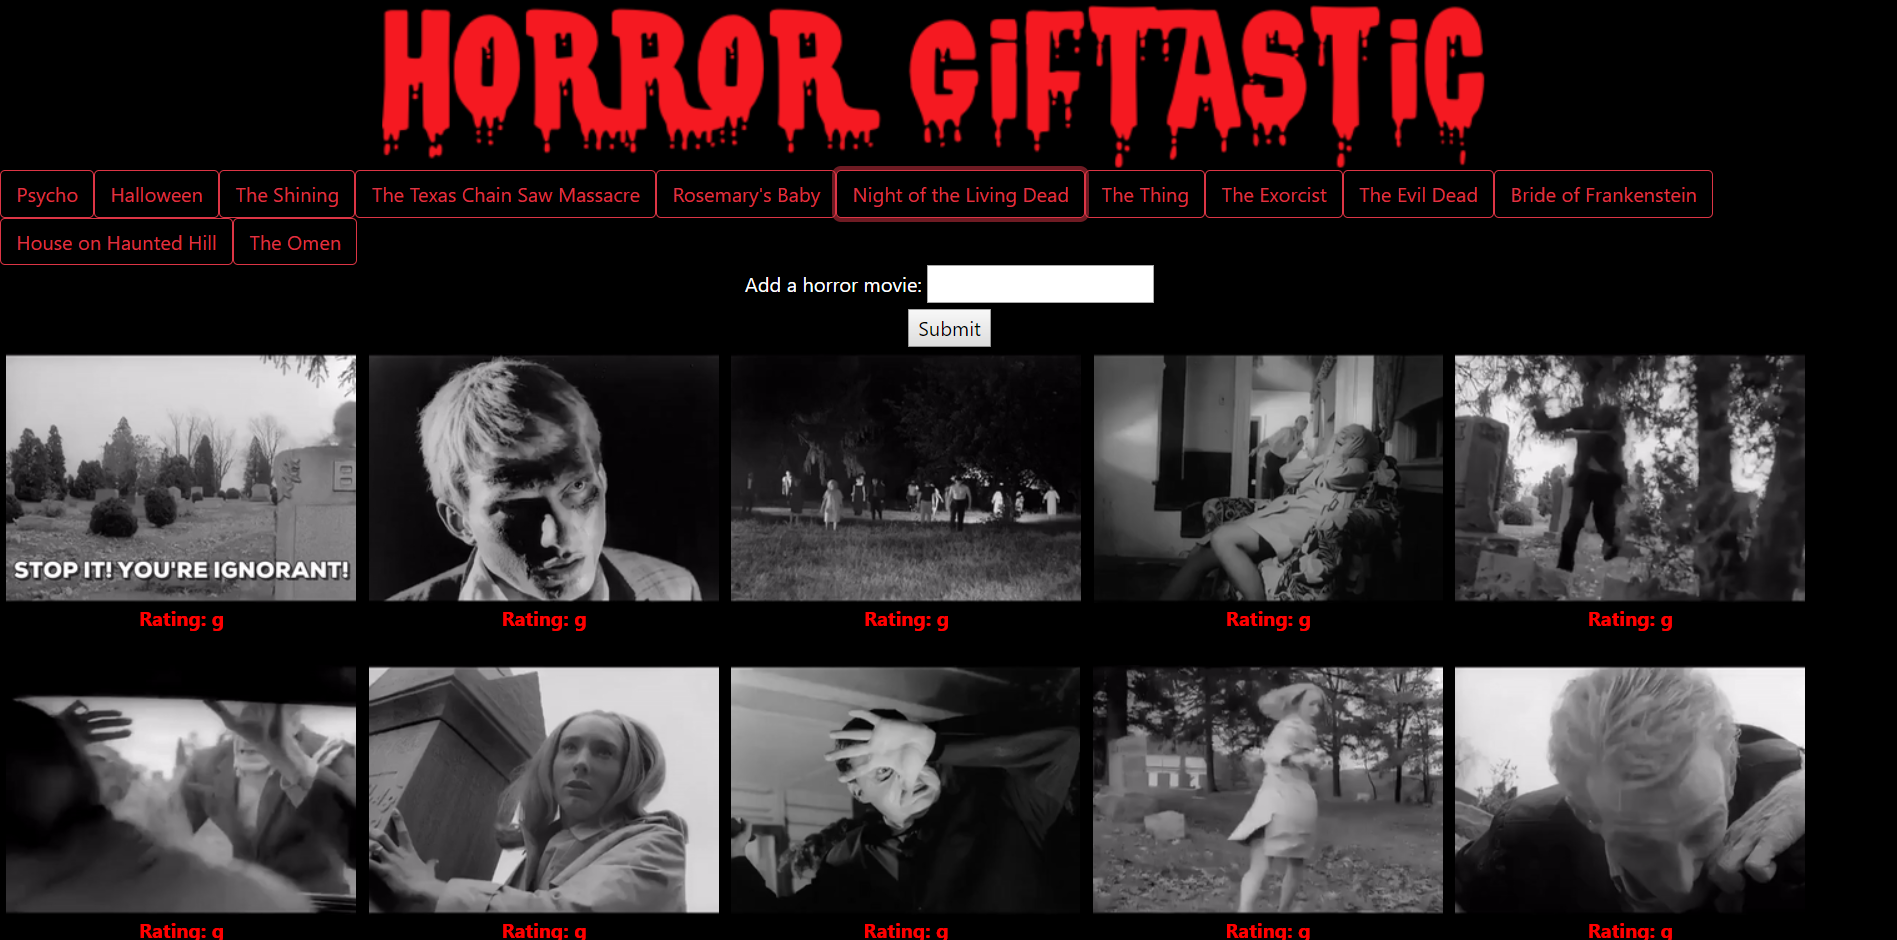 HORROR GiFTASTiC
Psycho Halloween The Shining The Texas Chain Saw Massacre Rosemary's Baby Night of the Living Dead The Thing The Exorcist The Evil Dead Bride of Frankenstein
House on Haunted Hill The Omen
Add a horror movie:
Submit
STOP IT! YOU'RE IGNORANT!
Rating: g Rating: g Rating: g Rating: g Rating: g
Rating: g Rating: g Rating: g Rating: g Rating: g